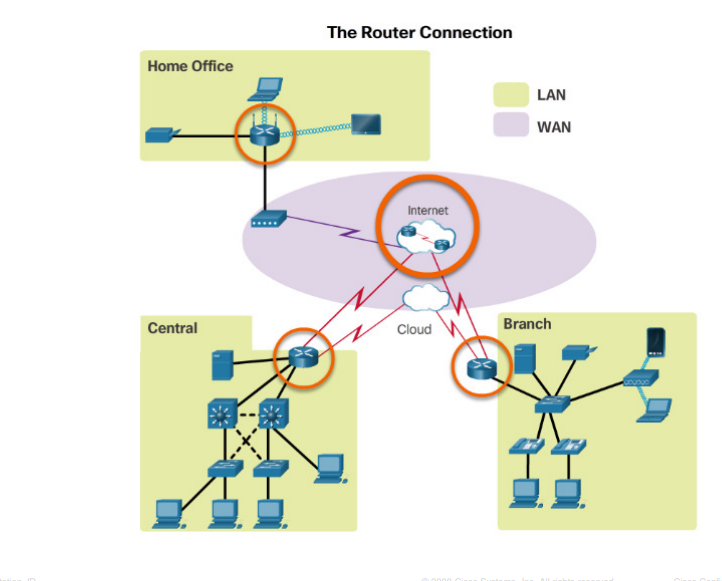 The Router Connection
Home Office
LAN
WAN
Internet
Cloud
Central
Branch